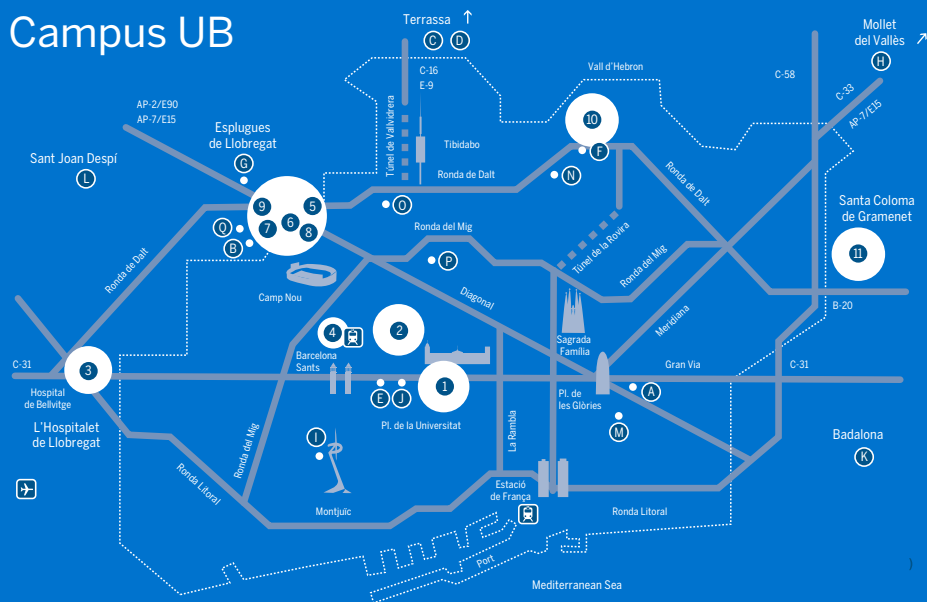 Campus UB
Terrassa
C
D
Mollet
del Vallès
H
C-16
E-9
Vall d'Hebron
C-58
C-33
AP-7/E15
AP-2/E90
AP-7/E15
Esplugues
de Llobregat
G
Túnel de Vallvidrera
Tibidabo
10
F
Sant Joan Despí
L
Ronda de Dalt
N
Ronda de Dalt
Santa Coloma
de Gramenet
11
9
5
6
7
8
O
Q
B
Ronda del Mig
P
Túnel de la Rovira
Ronda del Mig
Ronda de Dalt
Camp Nou
Diagonal
Meridiana
B-20
4
2
Barcelona
Sants
Sagrada
Família
C-31
3
Gran Via
C-31
Hospital
de Bellvitge
E
J
1
Pl. de
les Glòries
A
L'Hospitalet
de Llobregat
Pl. de la Universitat
M
I
La Rambla
Badalona
K
Ronda del Mig
Ronda Litoral
Estació
de França
Montjuïc
Ronda Litoral
Port
Mediterranean Sea
)